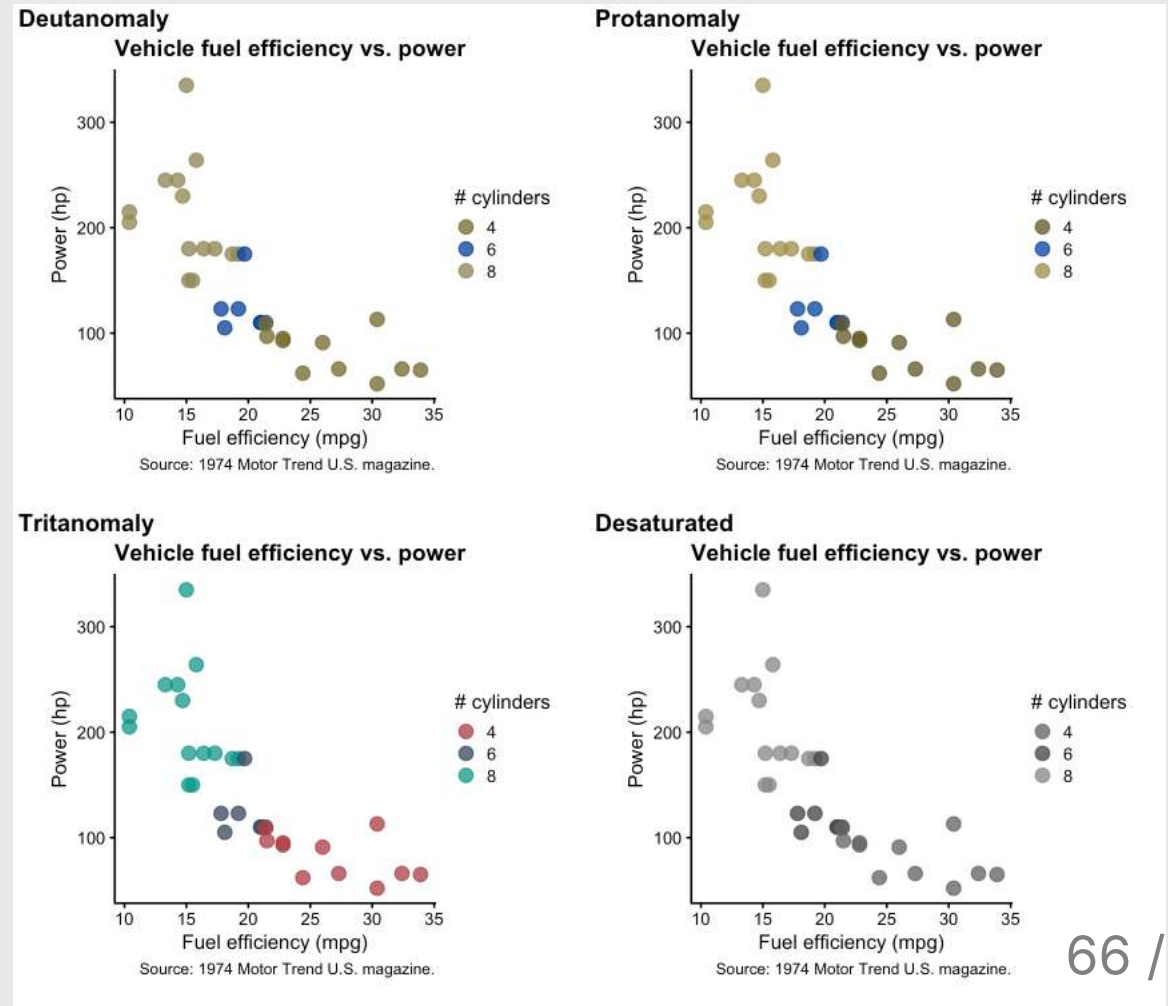 Deutanomaly
Vehicle fuel efficiency vs. power
300
200
100
Power (hp)
10 15 20 25 30 35
Fuel efficiency (mpg)
Source: 1974 Motor Trend U.S. magazine.
# cylinders
4
6
8
Protanomaly
Vehicle fuel efficiency vs. power
300
200
100
Power (hp)
10 15 20 25 30 35
Fuel efficiency (mpg)
Source: 1974 Motor Trend U.S. magazine.
# cylinders
4
6
8
Tritanomaly
Vehicle fuel efficiency vs. power
300
200
100
Power (hp)
10 15 20 25 30 35
Fuel efficiency (mpg)
Source: 1974 Motor Trend U.S. magazine.
# cylinders
4
6
8
Desaturated
Vehicle fuel efficiency vs. power
300
200
100
Power (hp)
10 15 20 25 30 35
Fuel efficiency (mpg)
Source: 1974 Motor Trend U.S. magazine.
# cylinders
4
6
8
66 /